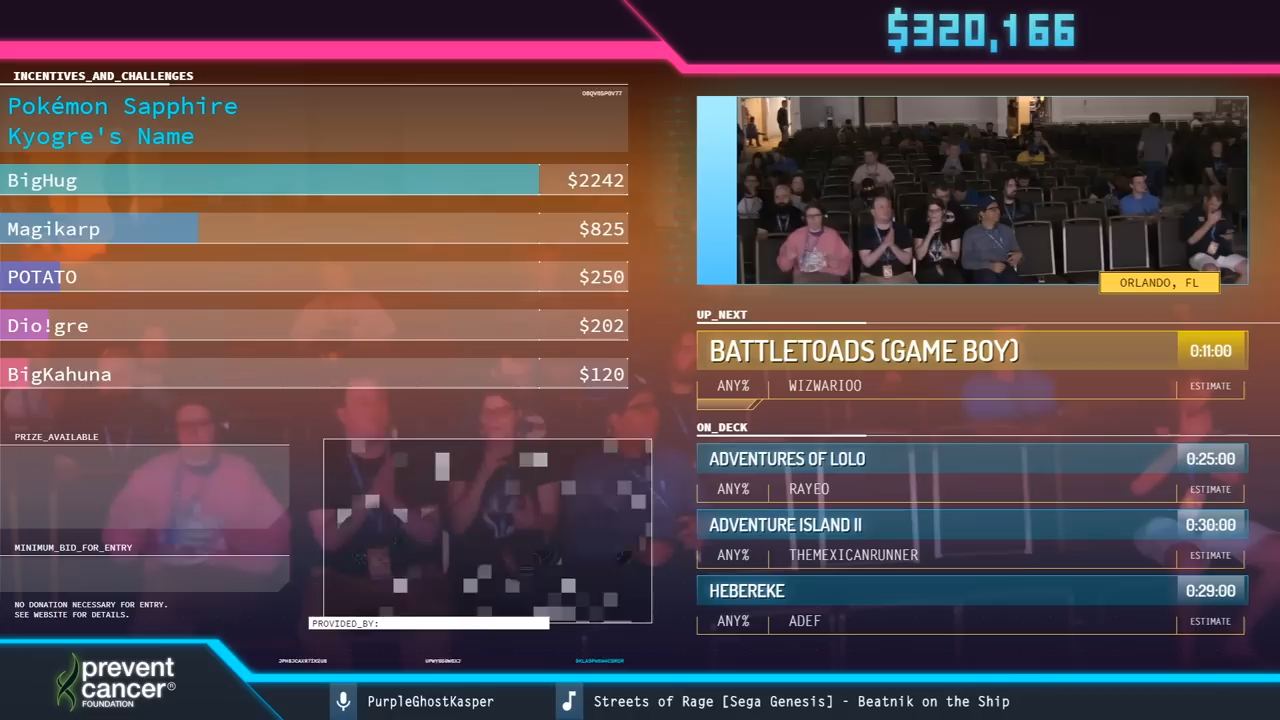 $320,166
INCENTIVES_AND_CHALLENGES
Pokémon Sapphire
Kyogre's Name
BigHug $2242
Magikarp $825
POTATO $250
Dio!gre $202
BigKahuna $120
PRIZE_AVAILABLE
MINIMUM_BID_FOR_ENTRY
NO DONATION NECESSARY FOR ENTRY.
SEE WEBSITE FOR DETAILS.
PROVIDED_BY:
ORLANDO, FL
UP_NEXT
BATTLETOADS (GAME BOY) 0:11:00
ANY% WIZWARIOO ESTIMATE
ON_DECK
ADVENTURES OF LOLO 0:25:00
ANY% RAYEO ESTIMATE
ADVENTURE ISLAND II 0:30:00
ANY% THEMEXICANRUNNER ESTIMATE
HEBEREKE 0:29:00
ANY% ADEF ESTIMATE
prevent
cancer®
FOUNDATION
PurpleGhostKasper
Streets of Rage [Sega Genesis] - Beatnik on the Ship